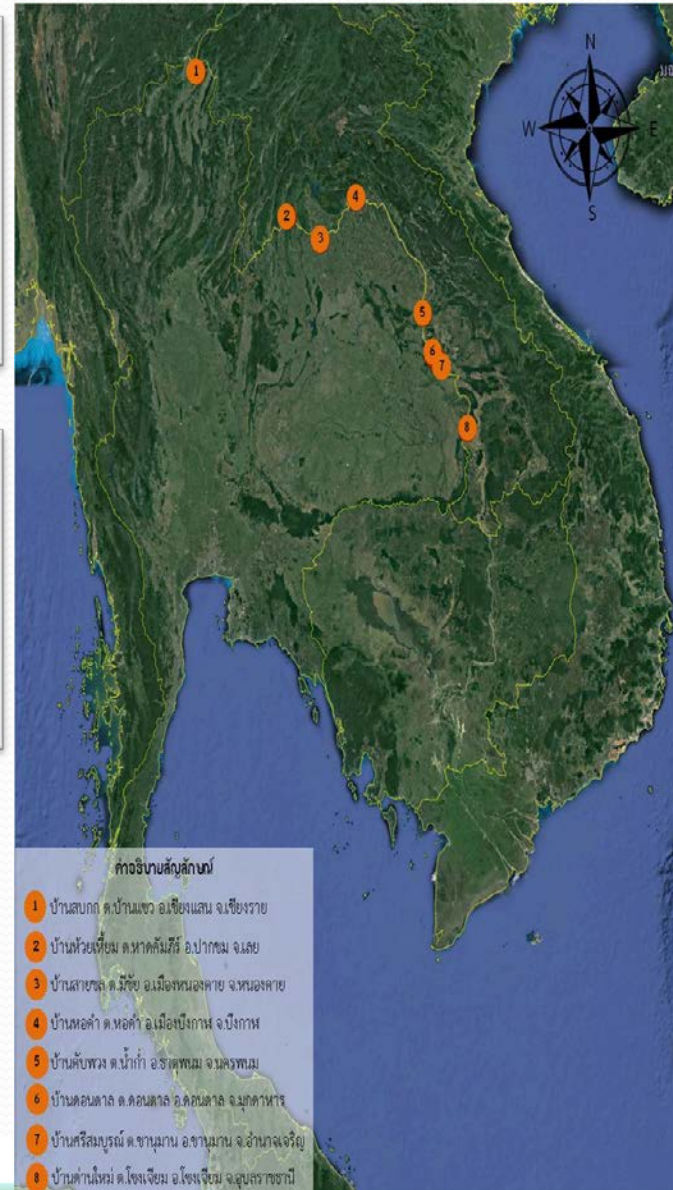 N
W E
S
1
2
3
4
5
6
7
8
คำอธิบายสัญลักษณ์
1 บ้านสบกก ต.บ้านแซว อ.เชียงแสน จ.เชียงราย
2 บ้านห้วยเหี้ยม ต.หาดคัมภีร์ อ.ปากชม จ.เลย
3 บ้านสายชล ต.มีชัย อ.เมืองหนองคาย จ.หนองคาย
4 บ้านหอคำ ต.หอคำ อ.เมืองบึงกาฬ จ.บึงกาฬ
5 บ้านคับพวง ต.น้ำก่ำ อ.ธาตุพนม จ.นครพนม
6 บ้านดอนตาล ต.ดอนตาล อ.ดอนตาล จ.มุกดาหาร
7 บ้านศรีสมบูรณ์ ต.ชานุมาน อ.ชานุมาน จ.อำนาจเจริญ
8 บ้านด่านใหม่ ต.โขงเจียม อ.โขงเจียม จ.อุบลราชธานี